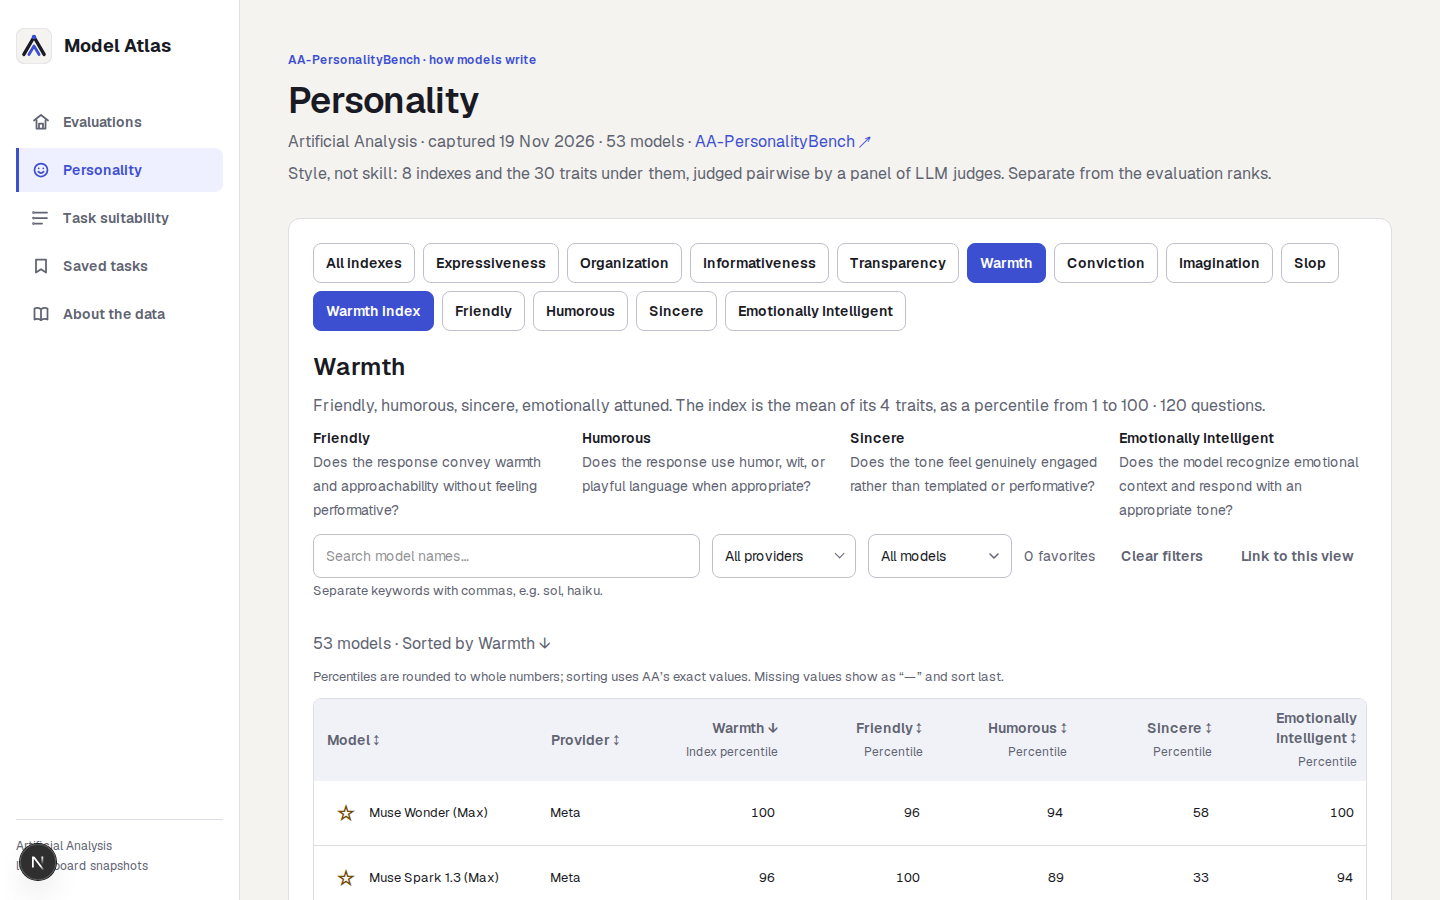 Model Atlas
Evaluations
Personality
Task suitability
Saved tasks
About the data
Artificial Analysis
snapshots
N
AA-PersonalityBench · how models write
Personality
Artificial Analysis · captured 19 Nov 2026 · 53 models · AA-PersonalityBench ↗
Style, not skill: 8 indexes and the 30 traits under them, judged pairwise by a panel of LLM judges. Separate from the evaluation ranks.
All indexes Expressiveness Organization Informativeness Transparency Warmth Conviction Imagination Slop
Warmth index Friendly Humorous Sincere Emotionally Intelligent
Warmth
Friendly, humorous, sincere, emotionally attuned. The index is the mean of its 4 traits, as a percentile from 1 to 100 · 120 questions.
Friendly
Does the response convey warmth
and approachability without feeling
performative?
Humorous
Does the response use humor, wit, or
playful language when appropriate?
Sincere
Does the tone feel genuinely engaged
rather than templated or performative?
Emotionally Intelligent
Does the model recognize emotional
context and respond with an
appropriate tone?
Search model names... All providers All models 0 favorites Clear filters Link to this view
Separate keywords with commas, e.g. sol, haiku.
53 models · Sorted by Warmth ↓
Percentiles are rounded to whole numbers; sorting uses AA's exact values. Missing values show as “—” and sort last.
Model ↕ Provider ↕ Warmth ↓ Friendly ↕ Humorous ↕ Sincere ↕ Emotionally Intelligent ↕
Index percentile Percentile Percentile Percentile Percentile
Muse Wonder (Max) Meta 100 96 94 58 100
Muse Spark 1.3 (Max) Meta 96 100 89 33 94